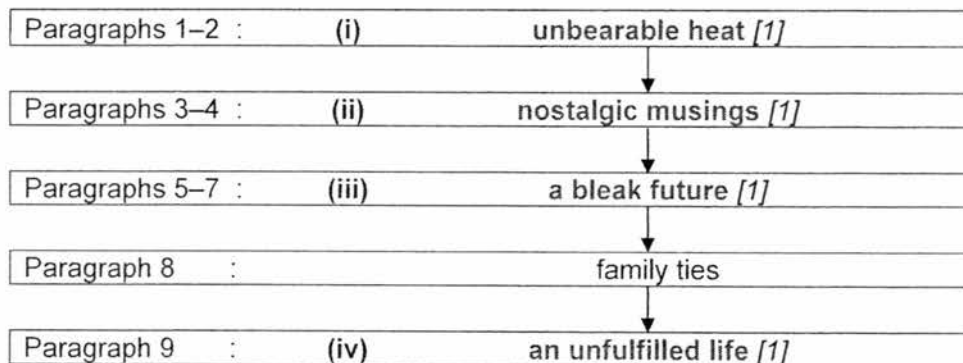 Paragraphs 1–2 : (i) unbearable heat [1]
Paragraphs 3–4 : (ii) nostalgic musings [1]
Paragraphs 5–7 : (iii) a bleak future [1]
Paragraph 8 : family ties
Paragraph 9 : (iv) an unfulfilled life [1]